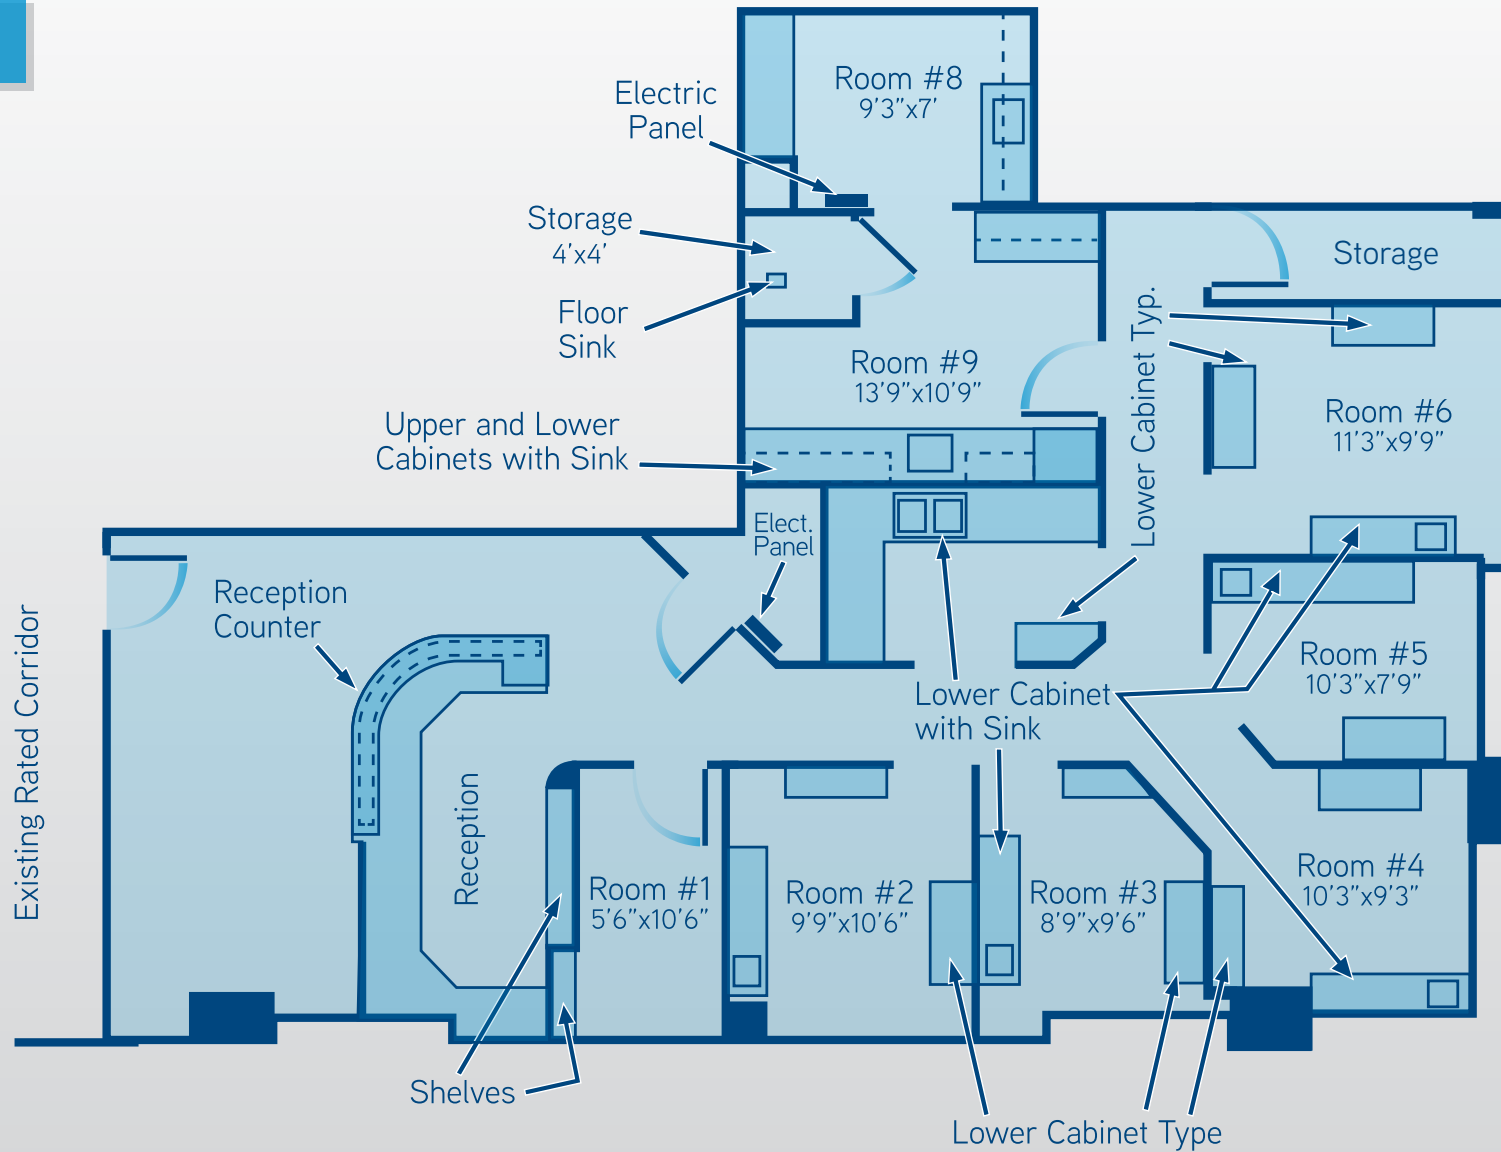 Room #8
9'3"x7'
Electric
Panel
Storage
4'x4'
Floor
Sink
Storage
Lower Cabinet Typ.
Room #9
13'9"x10'9"
Room #6
11'3"x9'9"
Upper and Lower
Cabinets with Sink
Elect.
Panel
Reception
Counter
Existing Rated Corridor
Room #5
10'3"x7'9"
Lower Cabinet
with Sink
Reception
Room #1
5'6"x10'6"
Room #2
9'9"x10'6"
Room #3
8'9"x9'6"
Room #4
10'3"x9'3"
Shelves
Lower Cabinet Type